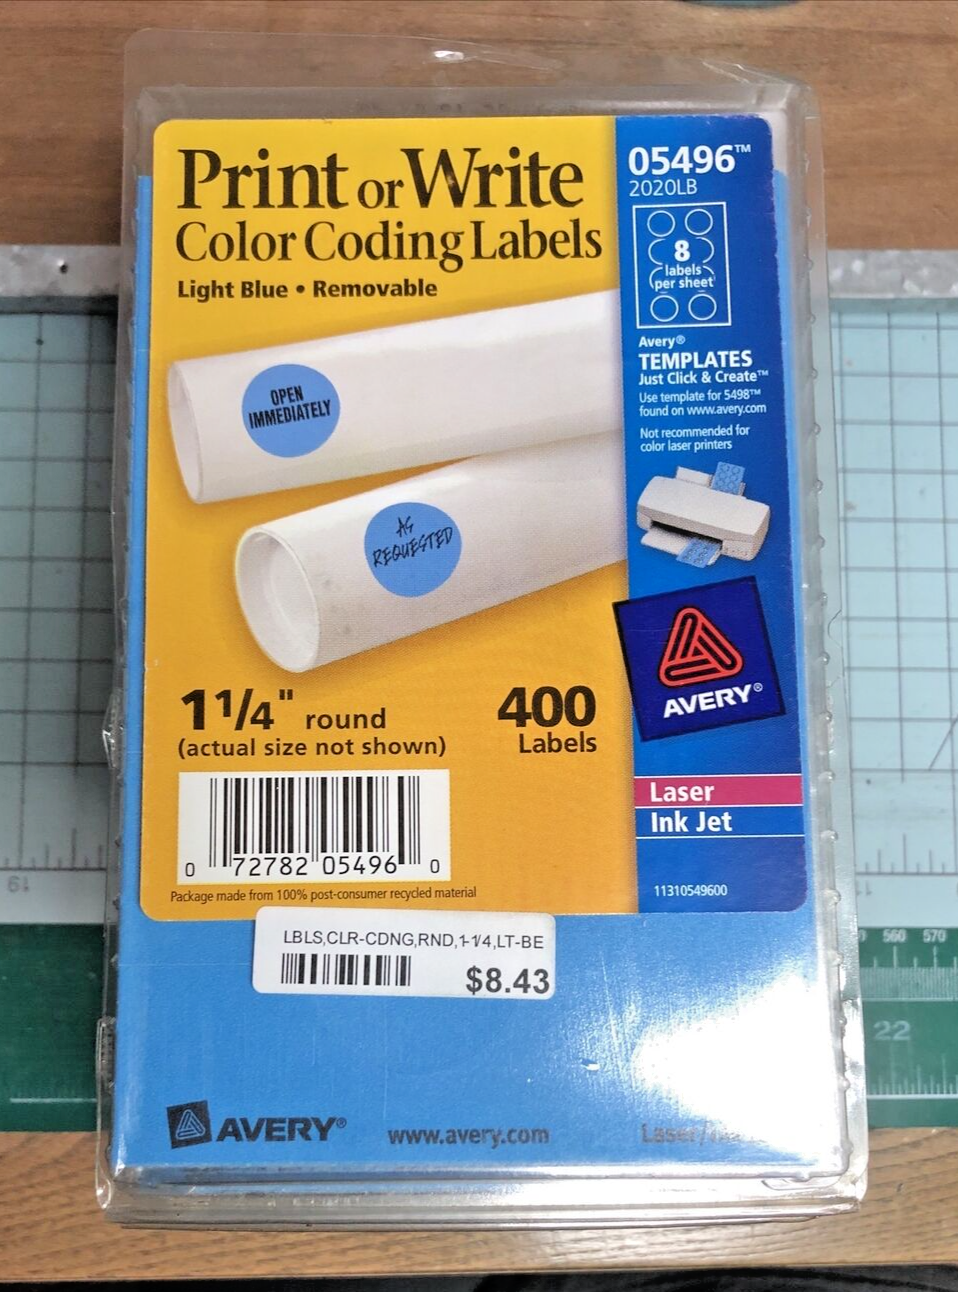 Print or Write
Color Coding Labels
Light Blue • Removable
OPEN
IMMEDIATELY
AS
REQUESTED
1 1/4" round
(actual size not shown)
400
Labels
0 72782 05496 0
Package made from 100% post-consumer recycled material
05496™
2020LB
8
labels
per sheet
Avery®
TEMPLATES
Just Click & Create™
Use template for 5498™
found on www.avery.com
Not recommended for
color laser printers
AVERY®
Laser
Ink Jet
11310549600
LBLS,CLR-CDNG,RND,1-1/4,LT-BE
$8.43
AVERY®
www.avery.com
Laser/
19
560 570
22